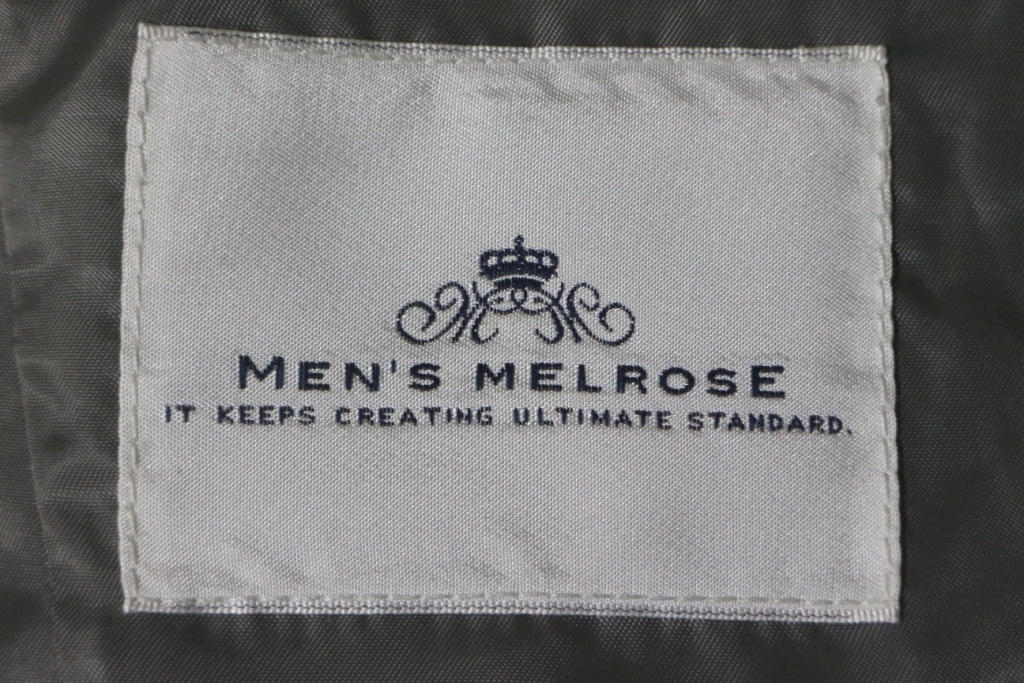 MEN'S MELROSE
IT KEEPS CREATING ULTIMATE STANDARD.